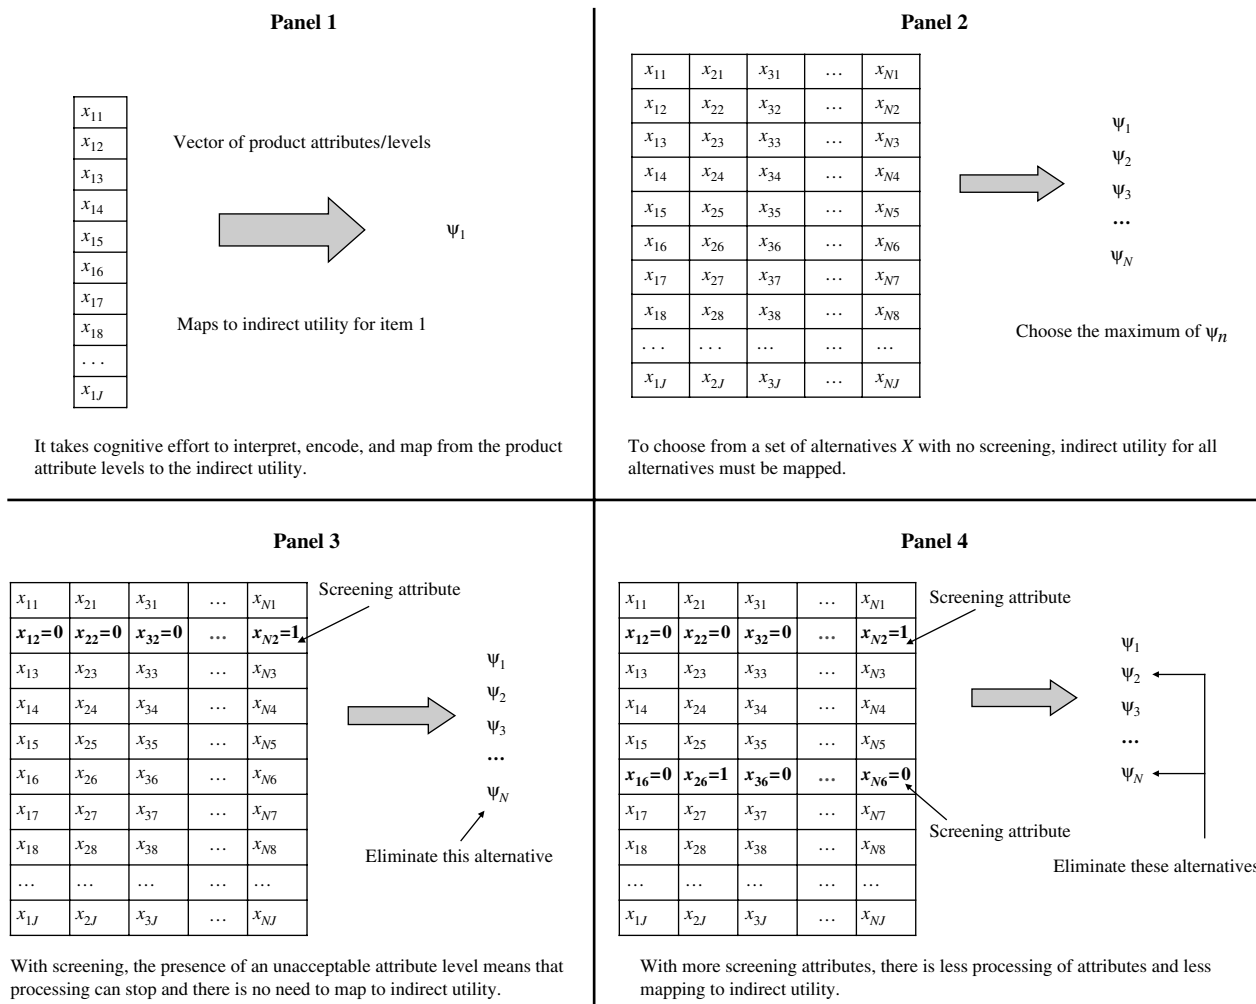 Panel 1
x11
x12
x13
x14
x15
x16
x17
x18
. . .
x1J
Vector of product attributes/levels
ψ1
Maps to indirect utility for item 1
It takes cognitive effort to interpret, encode, and map from the product
attribute levels to the indirect utility.
Panel 2
x11 x21 x31 ... xN1
x12 x22 x32 ... xN2
x13 x23 x33 ... xN3
x14 x24 x34 ... xN4
x15 x25 x35 ... xN5
x16 x26 x36 ... xN6
x17 x27 x37 ... xN7
x18 x28 x38 ... xN8
. . . . . . ... ... ...
x1J x2J x3J ... xNJ
ψ1
ψ2
ψ3
...
ψN
Choose the maximum of ψn
To choose from a set of alternatives X with no screening, indirect utility for all
alternatives must be mapped.
Panel 3
x11 x21 x31 ... xN1
x12=0 x22=0 x32=0 ... xN2=1
x13 x23 x33 ... xN3
x14 x24 x34 ... xN4
x15 x25 x35 ... xN5
x16 x26 x36 ... xN6
x17 x27 x37 ... xN7
x18 x28 x38 ... xN8
... ... ... ... ...
x1J x2J x3J ... xNJ
Screening attribute
ψ1
ψ2
ψ3
...
ψN
Eliminate this alternative
With screening, the presence of an unacceptable attribute level means that
processing can stop and there is no need to map to indirect utility.
Panel 4
x11 x21 x31 ... xN1
x12=0 x22=0 x32=0 ... xN2=1
x13 x23 x33 ... xN3
x14 x24 x34 ... xN4
x15 x25 x35 ... xN5
x16=0 x26=1 x36=0 ... xN6=0
x17 x27 x37 ... xN7
x18 x28 x38 ... xN8
... ... ... ... ...
x1J x2J x3J ... xNJ
Screening attribute
Screening attribute
ψ1
ψ2
ψ3
...
ψN
Eliminate these alternatives
With more screening attributes, there is less processing of attributes and less
mapping to indirect utility.